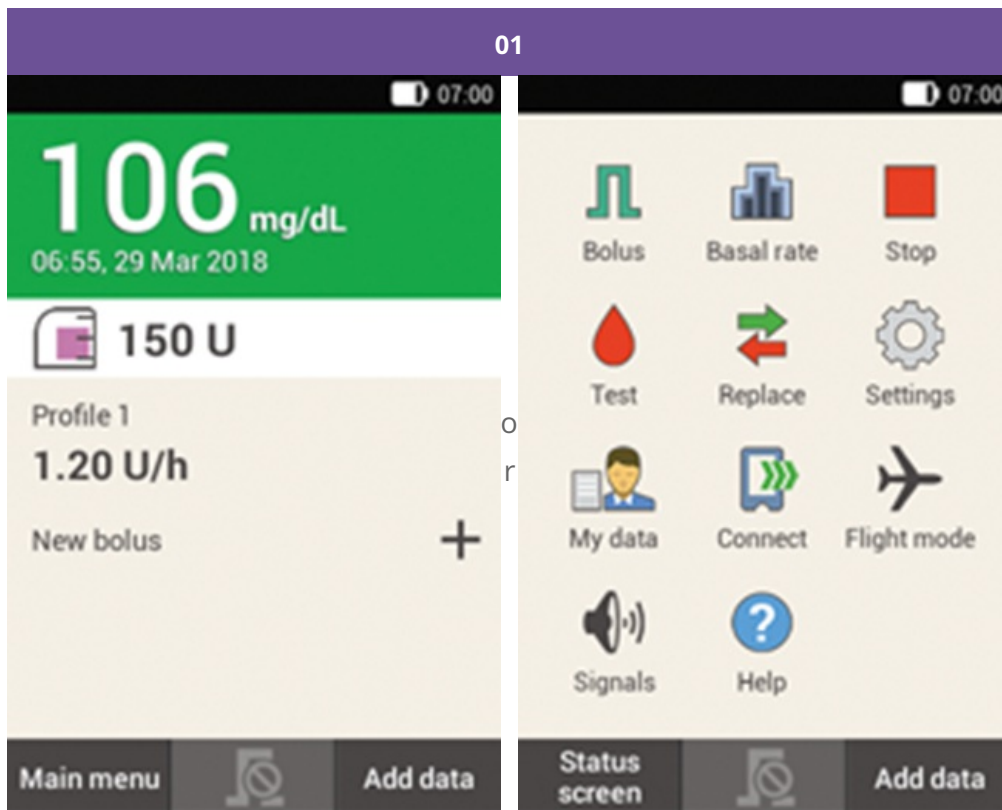 01
07:00
106 mg/dL
06:55, 29 Mar 2018
150 U
Profile 1
1.20 U/h
New bolus
Main menu
Add data
o
r
07:00
Bolus
Basal rate
Stop
Test
Replace
Settings
My data
Connect
Flight mode
Signals
? 
Help
Status
screen
Add data